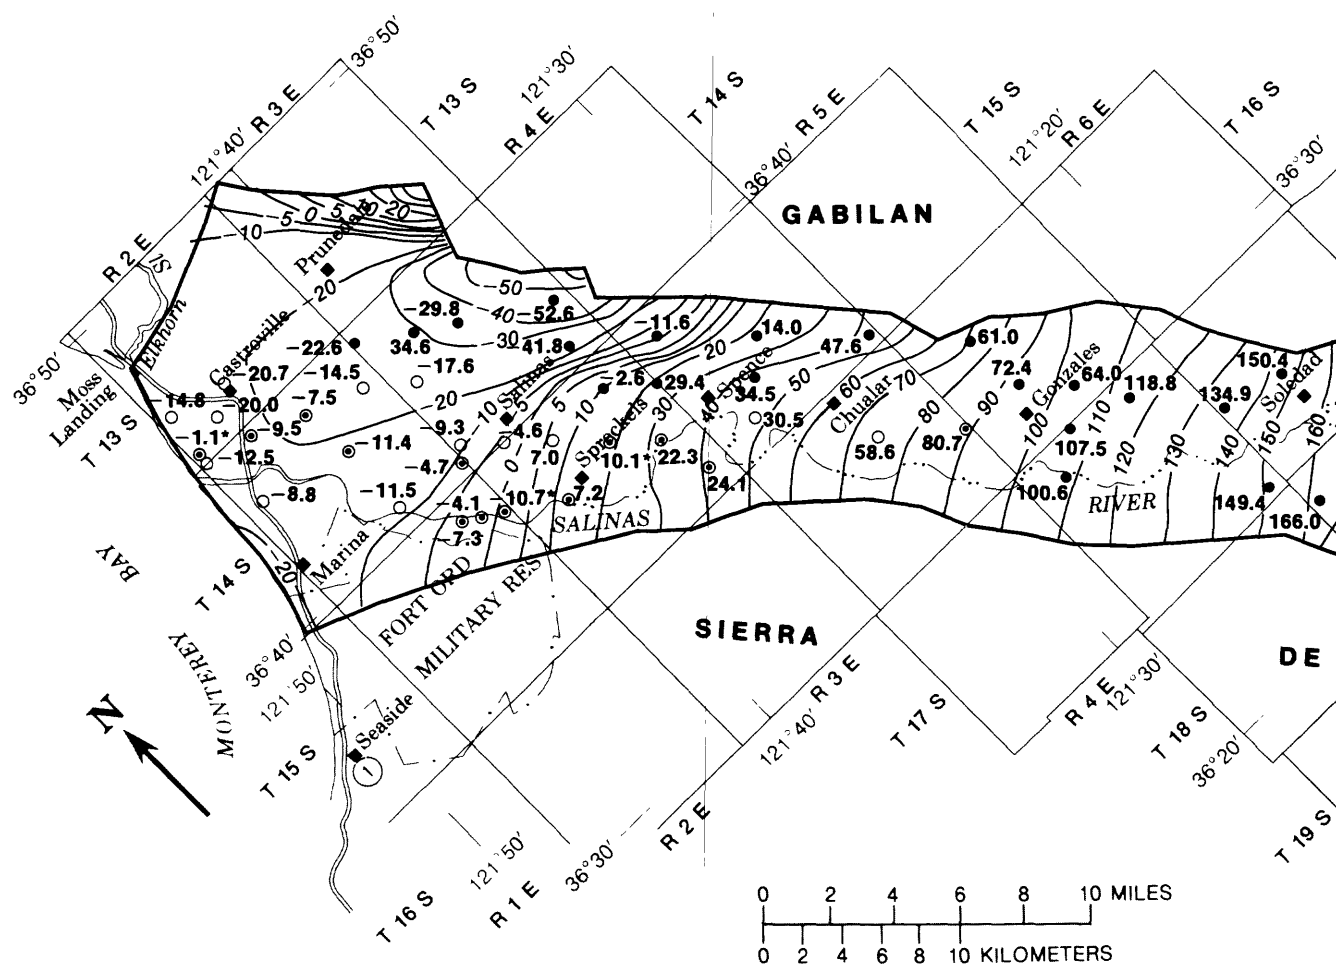 36°50'
121°30'
T 13 S
T 14 S
T 15 S
T 16 S
R 3 E
R 4 E
R 5 E
R 6 E
121°40'
36°40'
121°20'
36°30'
GABILAN
R 2 E
Elkhorn
Sl
Prunedale
-10
-5
0
5
10
20
-20
-50
-40
-30
-29.8
-52.6
-22.6
34.6
-41.8
-11.6
14.0
47.6
61.0
150.4
Castroville
-20.7
-14.5
-17.6
-2.6
29.4
20
Spence
34.5
50
60
70
72.4
64.0
118.8
134.9
Soledad
36°50'
Moss
Landing
-14.8
-20.0
-7.5
-20
Salinas
-10
-5
0
5
10
30
40
30.5
Chualar
80
90
Gonzales
100
110
120
130
140
150
160
T 13 S
-1.1*
-9.5
-12.5
-11.4
-9.3
-4.6
-4.7
7.0
Spreckels
10.1*
22.3
58.6
80.7
107.5
-8.8
-11.5
-4.1
-10.7*
7.2
24.1
100.6
149.4
166.0
-7.3
SALINAS
RIVER
BAY
T 14 S
20
Marina
FORT ORD
MILITARY RES
SIERRA
DE
MONTEREY
36°40'
121°50'
N
Seaside
1
T 15 S
R 3 E
121°40'
T 17 S
R 4 E
121°30'
T 18 S
36°20'
T 19 S
R 2 E
36°30'
121°50'
R 1 E
T 16 S
0 2 4 6 8 10 MILES
0 2 4 6 8 10 KILOMETERS